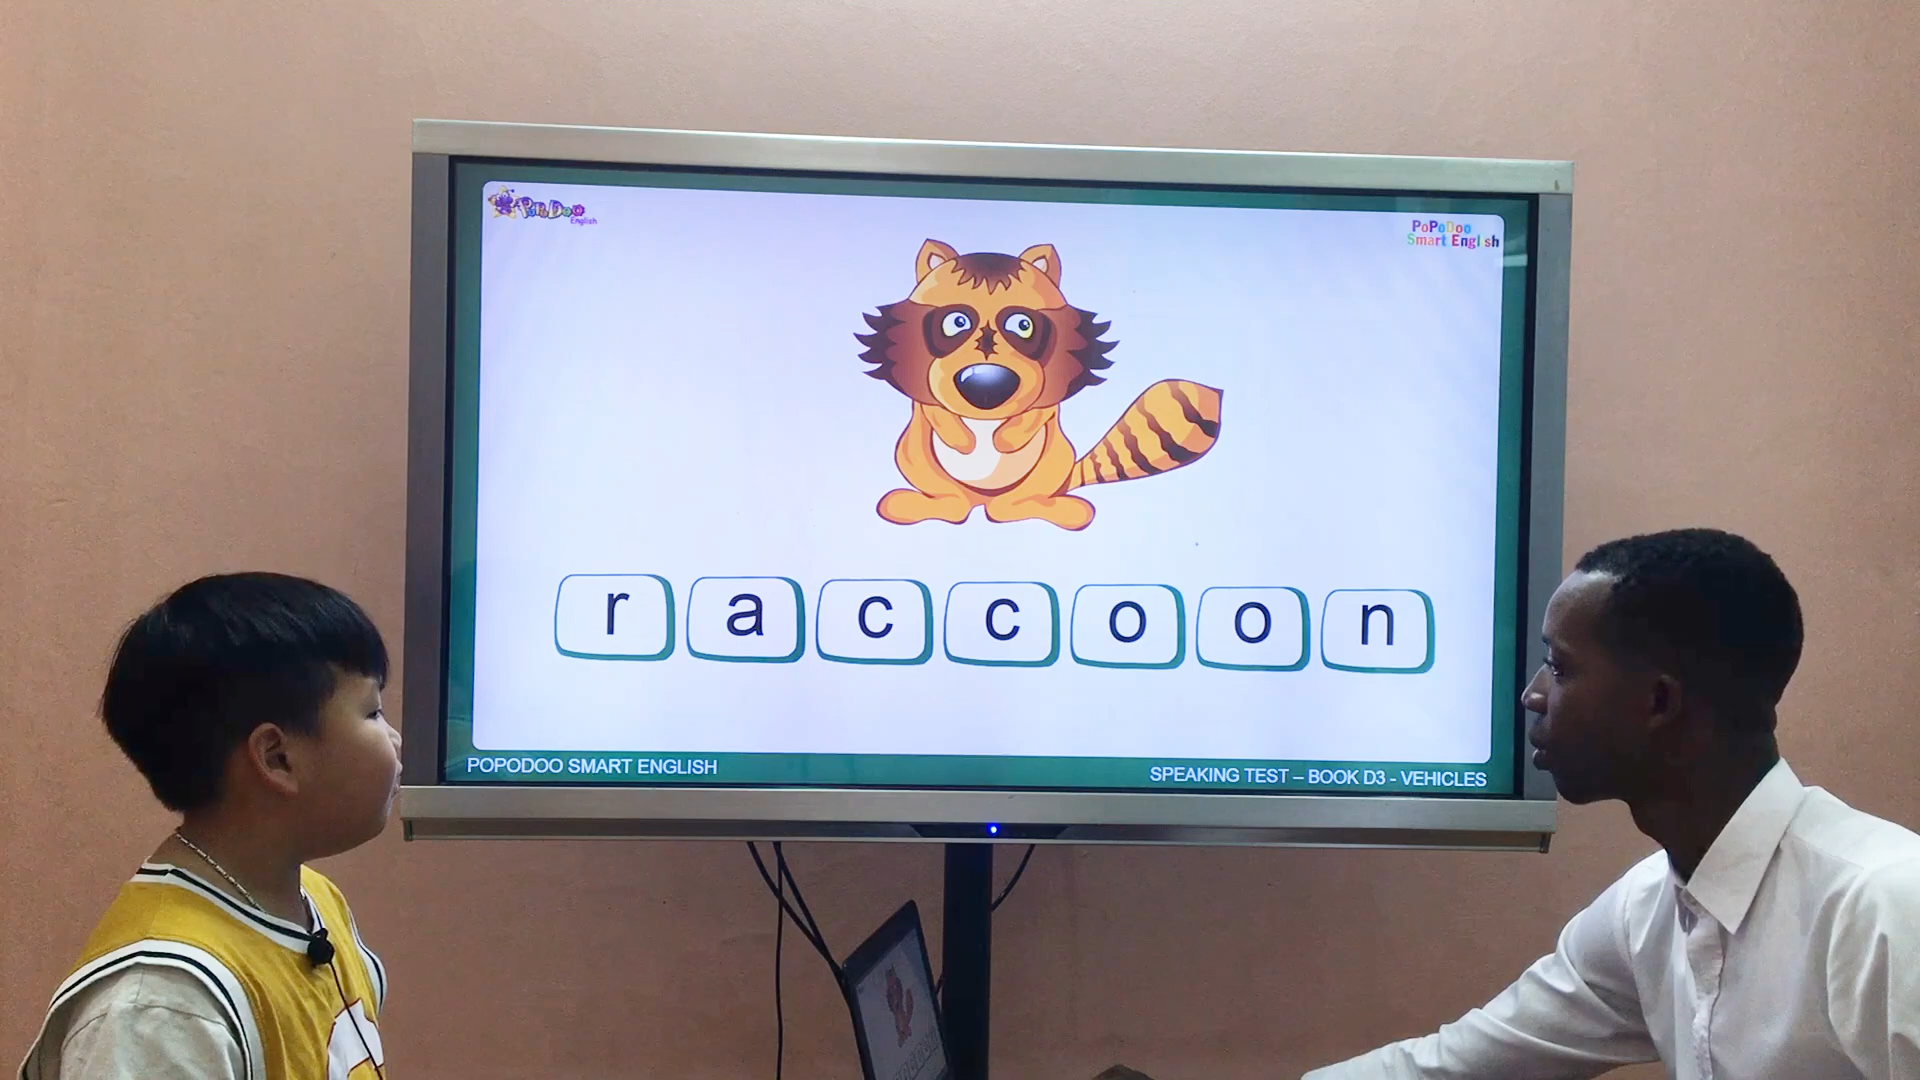 PoPoDoo
English
PoPoDoo
Smart Engl sh
r a c c o o n
POPODOO SMART ENGLISH
SPEAKING TEST – BOOK D3 - VEHICLES